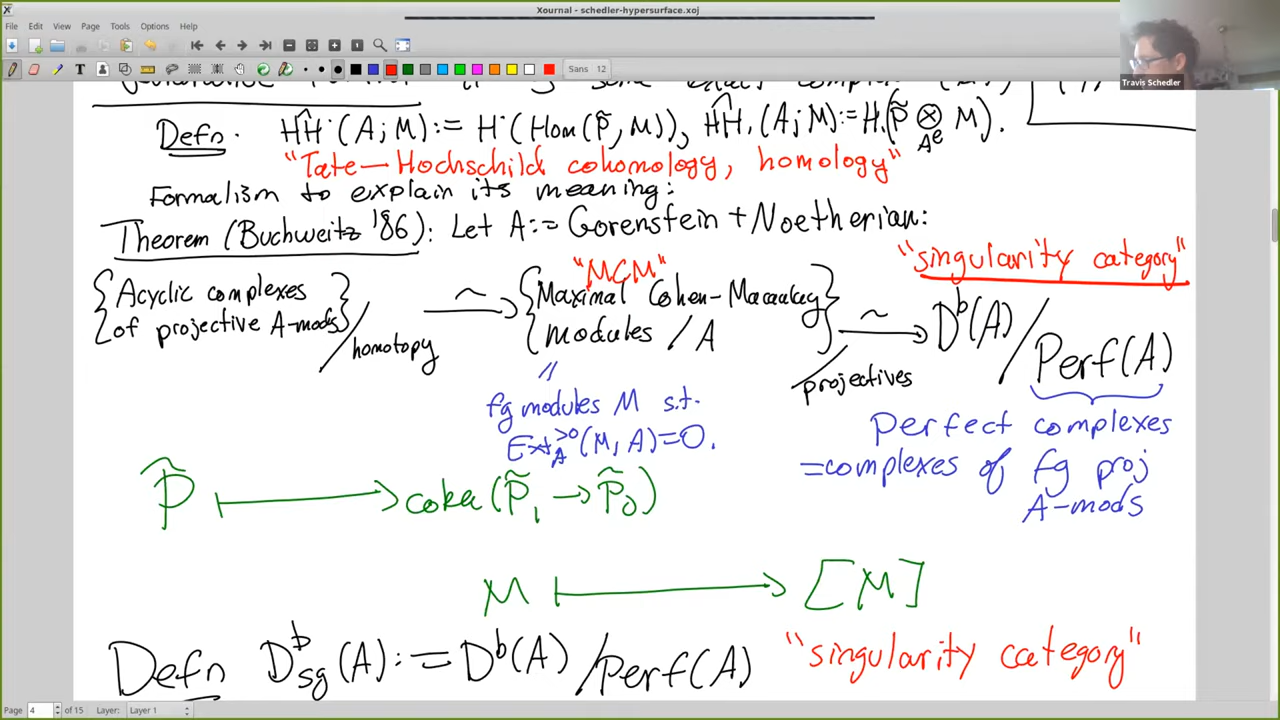 Xournal - schedler-hypersurface.xoj
File Edit View Page Tools Options Help
Sans 12
Travis Schedler
Defn. ĤH˙(A; M) := H˙(Hom(P̃, M)), ĤH.(A; M) := H.(P̃ ⊗_{A^e} M).
"Tate–Hochschild cohomology, homology"
Formalism to explain its meaning:
Theorem (Buchweitz '86): Let A := Gorenstein + Noetherian:
"singularity category"
"MCM"
{Acyclic complexes of projective A-mods}/homotopy ~→ {Maximal Cohen-Macaulay modules / A}/projectives ~→ D^b(A)/Perf(A)
fg modules M s.t.
Ext_A^{>0}(M, A) = 0.
Perfect complexes
=complexes of fg proj
A-mods
P̃ ↦ coker(P̃_1 → P̃_0)
M ↦ [M]
Defn D^b_sg(A) := D^b(A)/Perf(A) "singularity category"
Page 4 of 15 Layer: Layer 1